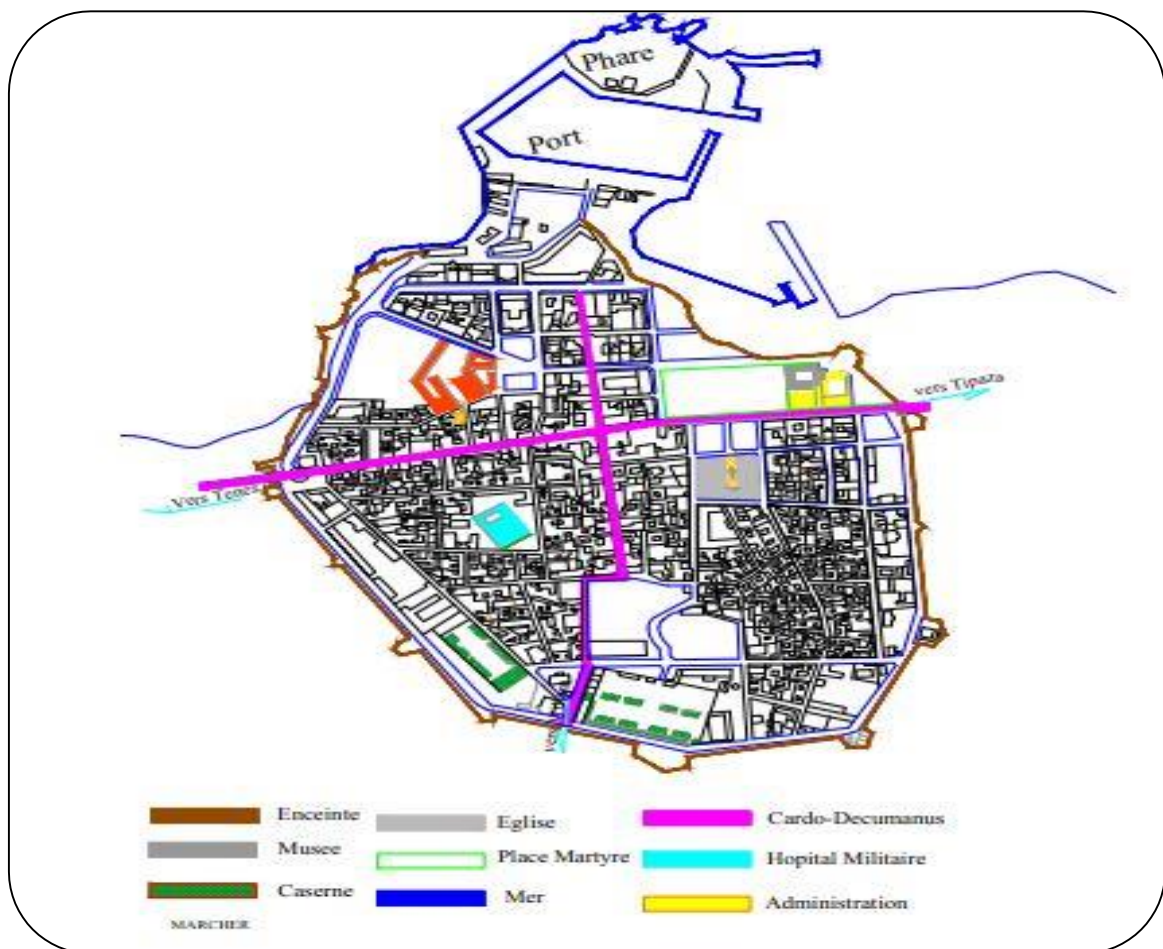 Phare
Port
vers Tipaza
Vers Tenes
vers
Enceinte
Eglise
Cardo-Decumanus
Musee
Place Martyre
Hopital Militaire
Caserne
Mer
Administration
MARCHER